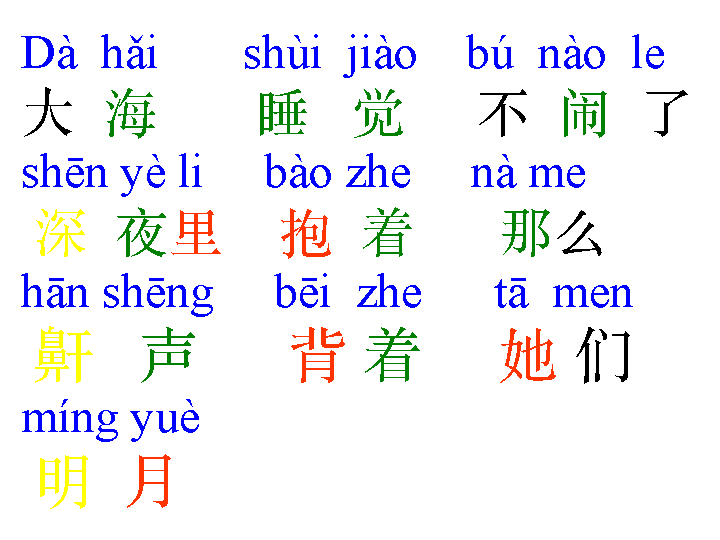 Dà hǎi shùi jiào bú nào le
大 海 睡 觉 不 闹 了
shēn yè li bào zhe nà me
深 夜里 抱 着 那么
hān shēng bēi zhe tā men
鼾 声 背 着 她 们
míng yuè
明 月